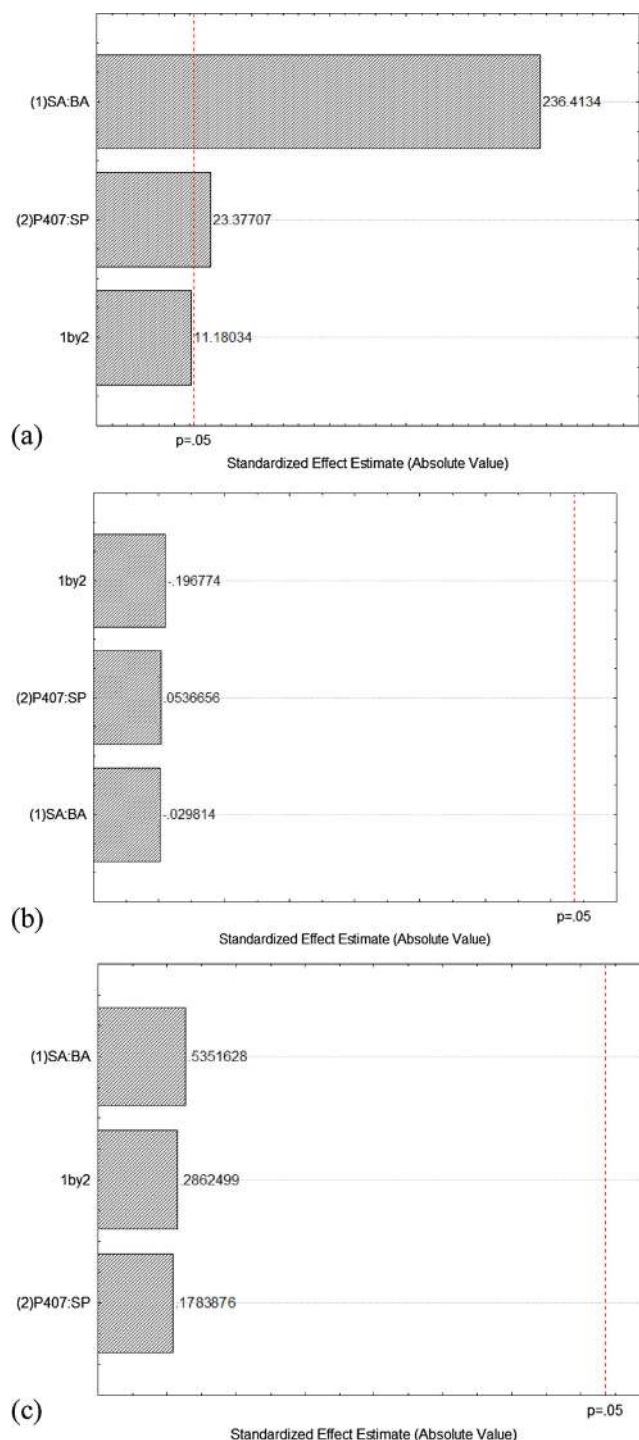 (1)SA:BA
236.4134
(2)P407:SP
23.37707
1by2
11.18034
(a)
p=.05
Standardized Effect Estimate (Absolute Value)
1by2
-.196774
(2)P407:SP
.0536656
(1)SA:BA
-.029814
(b)
p=.05
Standardized Effect Estimate (Absolute Value)
(1)SA:BA
.5351628
1by2
.2862499
(2)P407:SP
.1783876
(c)
p=.05
Standardized Effect Estimate (Absolute Value)